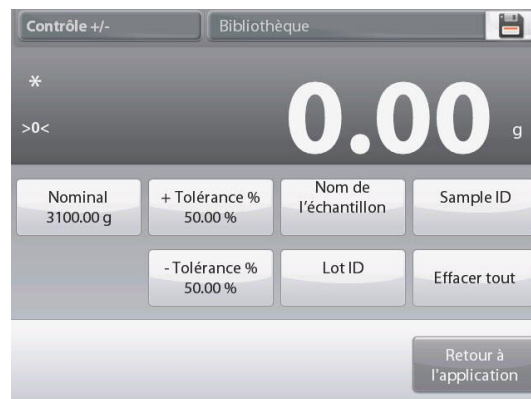 Contrôle +/-
Bibliothèque
*
>0<
0.00 g
Nominal
3100.00 g
+ Tolérance %
50.00 %
Nom de
l'échantillon
Sample ID
- Tolérance %
50.00 %
Lot ID
Effacer tout
Retour à
l'application